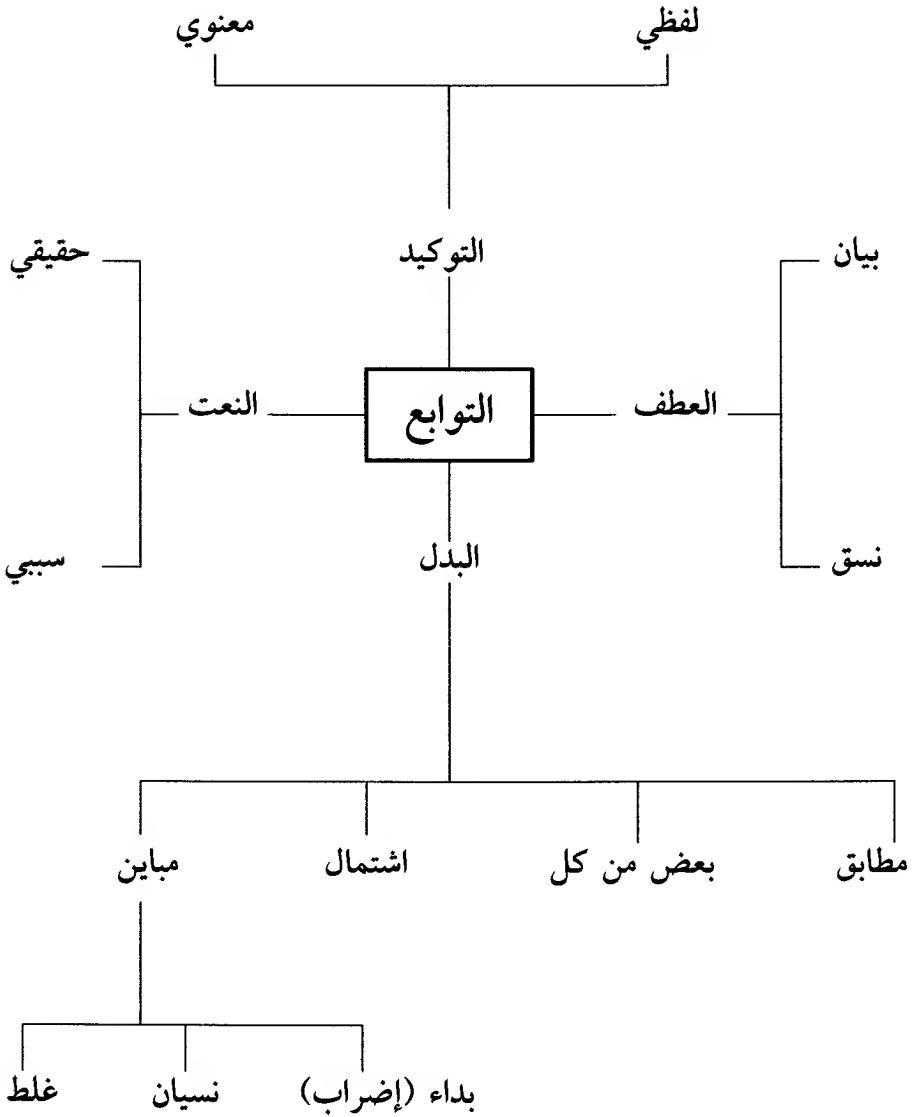 لفظي معنوي
التوكيد
بيان حقيقي
العطف التوابع النعت
نسق سببي
البدل
مطابق بعض من كل اشتمال مباين
بداء (إضراب) نسيان غلط